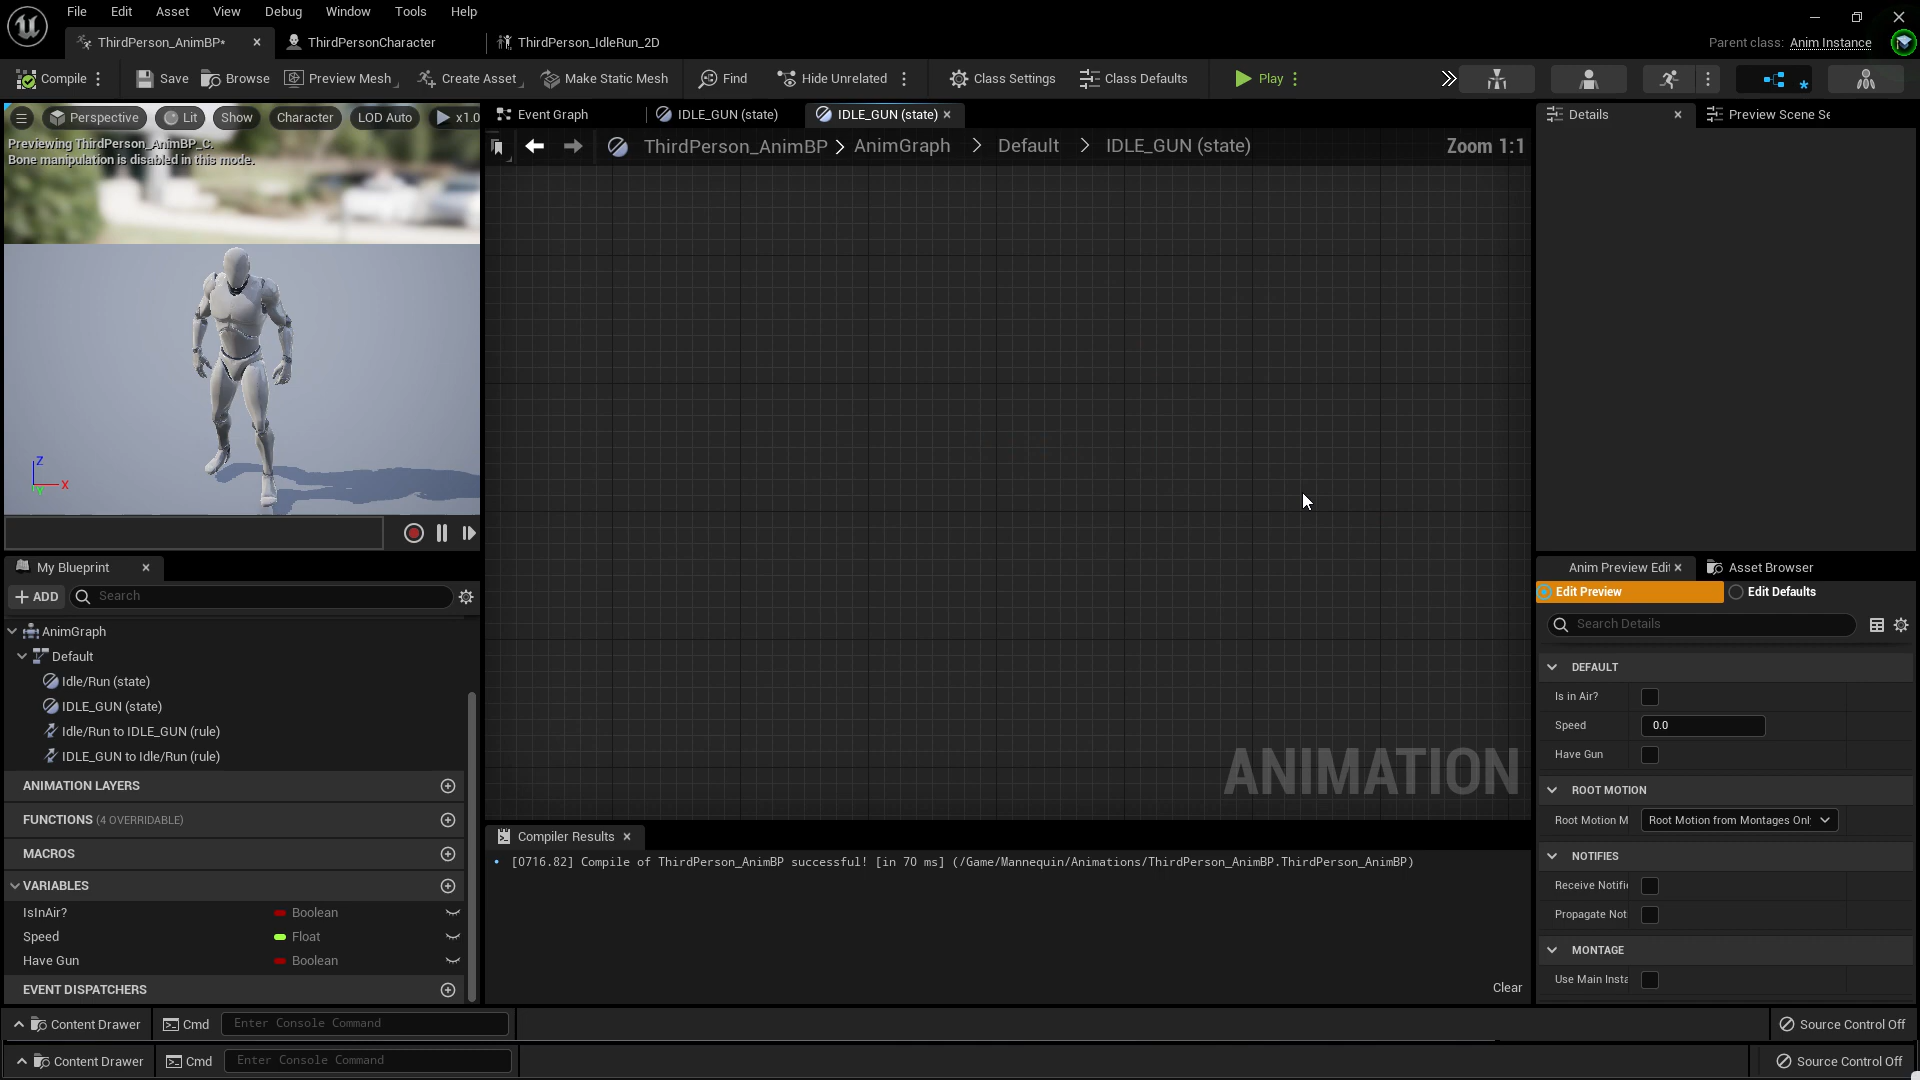 File Edit Asset View Debug Window Tools Help
ThirdPerson_AnimBP* ThirdPersonCharacter ThirdPerson_IdleRun_2D Parent class: Anim Instance
Compile Save Browse Preview Mesh Create Asset Make Static Mesh Find Hide Unrelated Class Settings Class Defaults Play
Perspective Lit Show Character LOD Auto x1.0
Previewing ThirdPerson_AnimBP_C.
Bone manipulation is disabled in this mode.
Z
X
Y
Event Graph IDLE_GUN (state) IDLE_GUN (state)
ThirdPerson_AnimBP > AnimGraph > Default > IDLE_GUN (state) Zoom 1:1
ANIMATION
Details Preview Scene Se
My Blueprint
ADD Search
AnimGraph
Default
Idle/Run (state)
IDLE_GUN (state)
Idle/Run to IDLE_GUN (rule)
IDLE_GUN to Idle/Run (rule)
ANIMATION LAYERS
FUNCTIONS (4 OVERRIDABLE)
MACROS
VARIABLES
IsInAir? Boolean
Speed Float
Have Gun Boolean
EVENT DISPATCHERS
Compiler Results
• [0716.82] Compile of ThirdPerson_AnimBP successful! [in 70 ms] (/Game/Mannequin/Animations/ThirdPerson_AnimBP.ThirdPerson_AnimBP)
Clear
Anim Preview Edit Asset Browser
Edit Preview Edit Defaults
Search Details
DEFAULT
Is in Air?
Speed 0.0
Have Gun
ROOT MOTION
Root Motion M Root Motion from Montages Onl
NOTIFIES
Receive Notifi
Propagate Not
MONTAGE
Use Main Insta
Content Drawer Cmd Enter Console Command Source Control Off
Content Drawer Cmd Enter Console Command Source Control Off